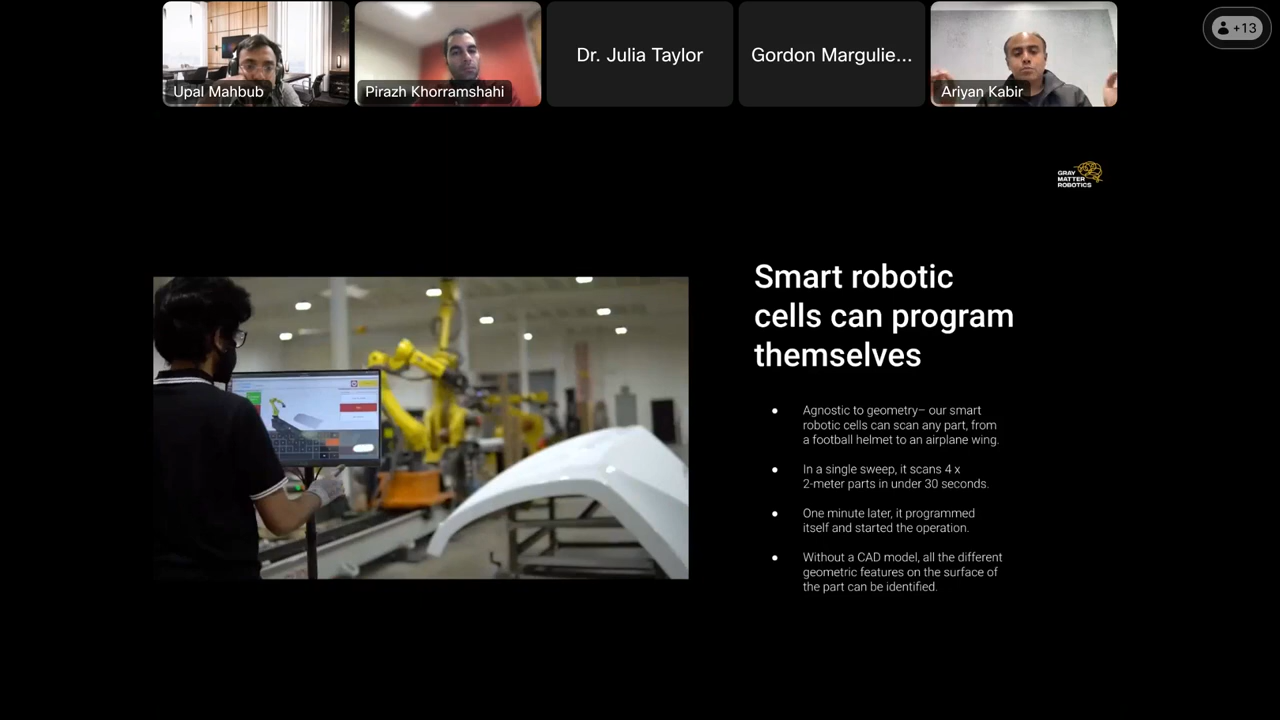 Upal Mahbub
Pirazh Khorramshahi
Dr. Julia Taylor
Gordon Margulie...
Ariyan Kabir
+13
GRAY
MATTER
ROBOTICS
Smart robotic
cells can program
themselves
● Agnostic to geometry– our smart
robotic cells can scan any part, from
a football helmet to an airplane wing.
● In a single sweep, it scans 4 x
2-meter parts in under 30 seconds.
● One minute later, it programmed
itself and started the operation.
● Without a CAD model, all the different
geometric features on the surface of
the part can be identified.